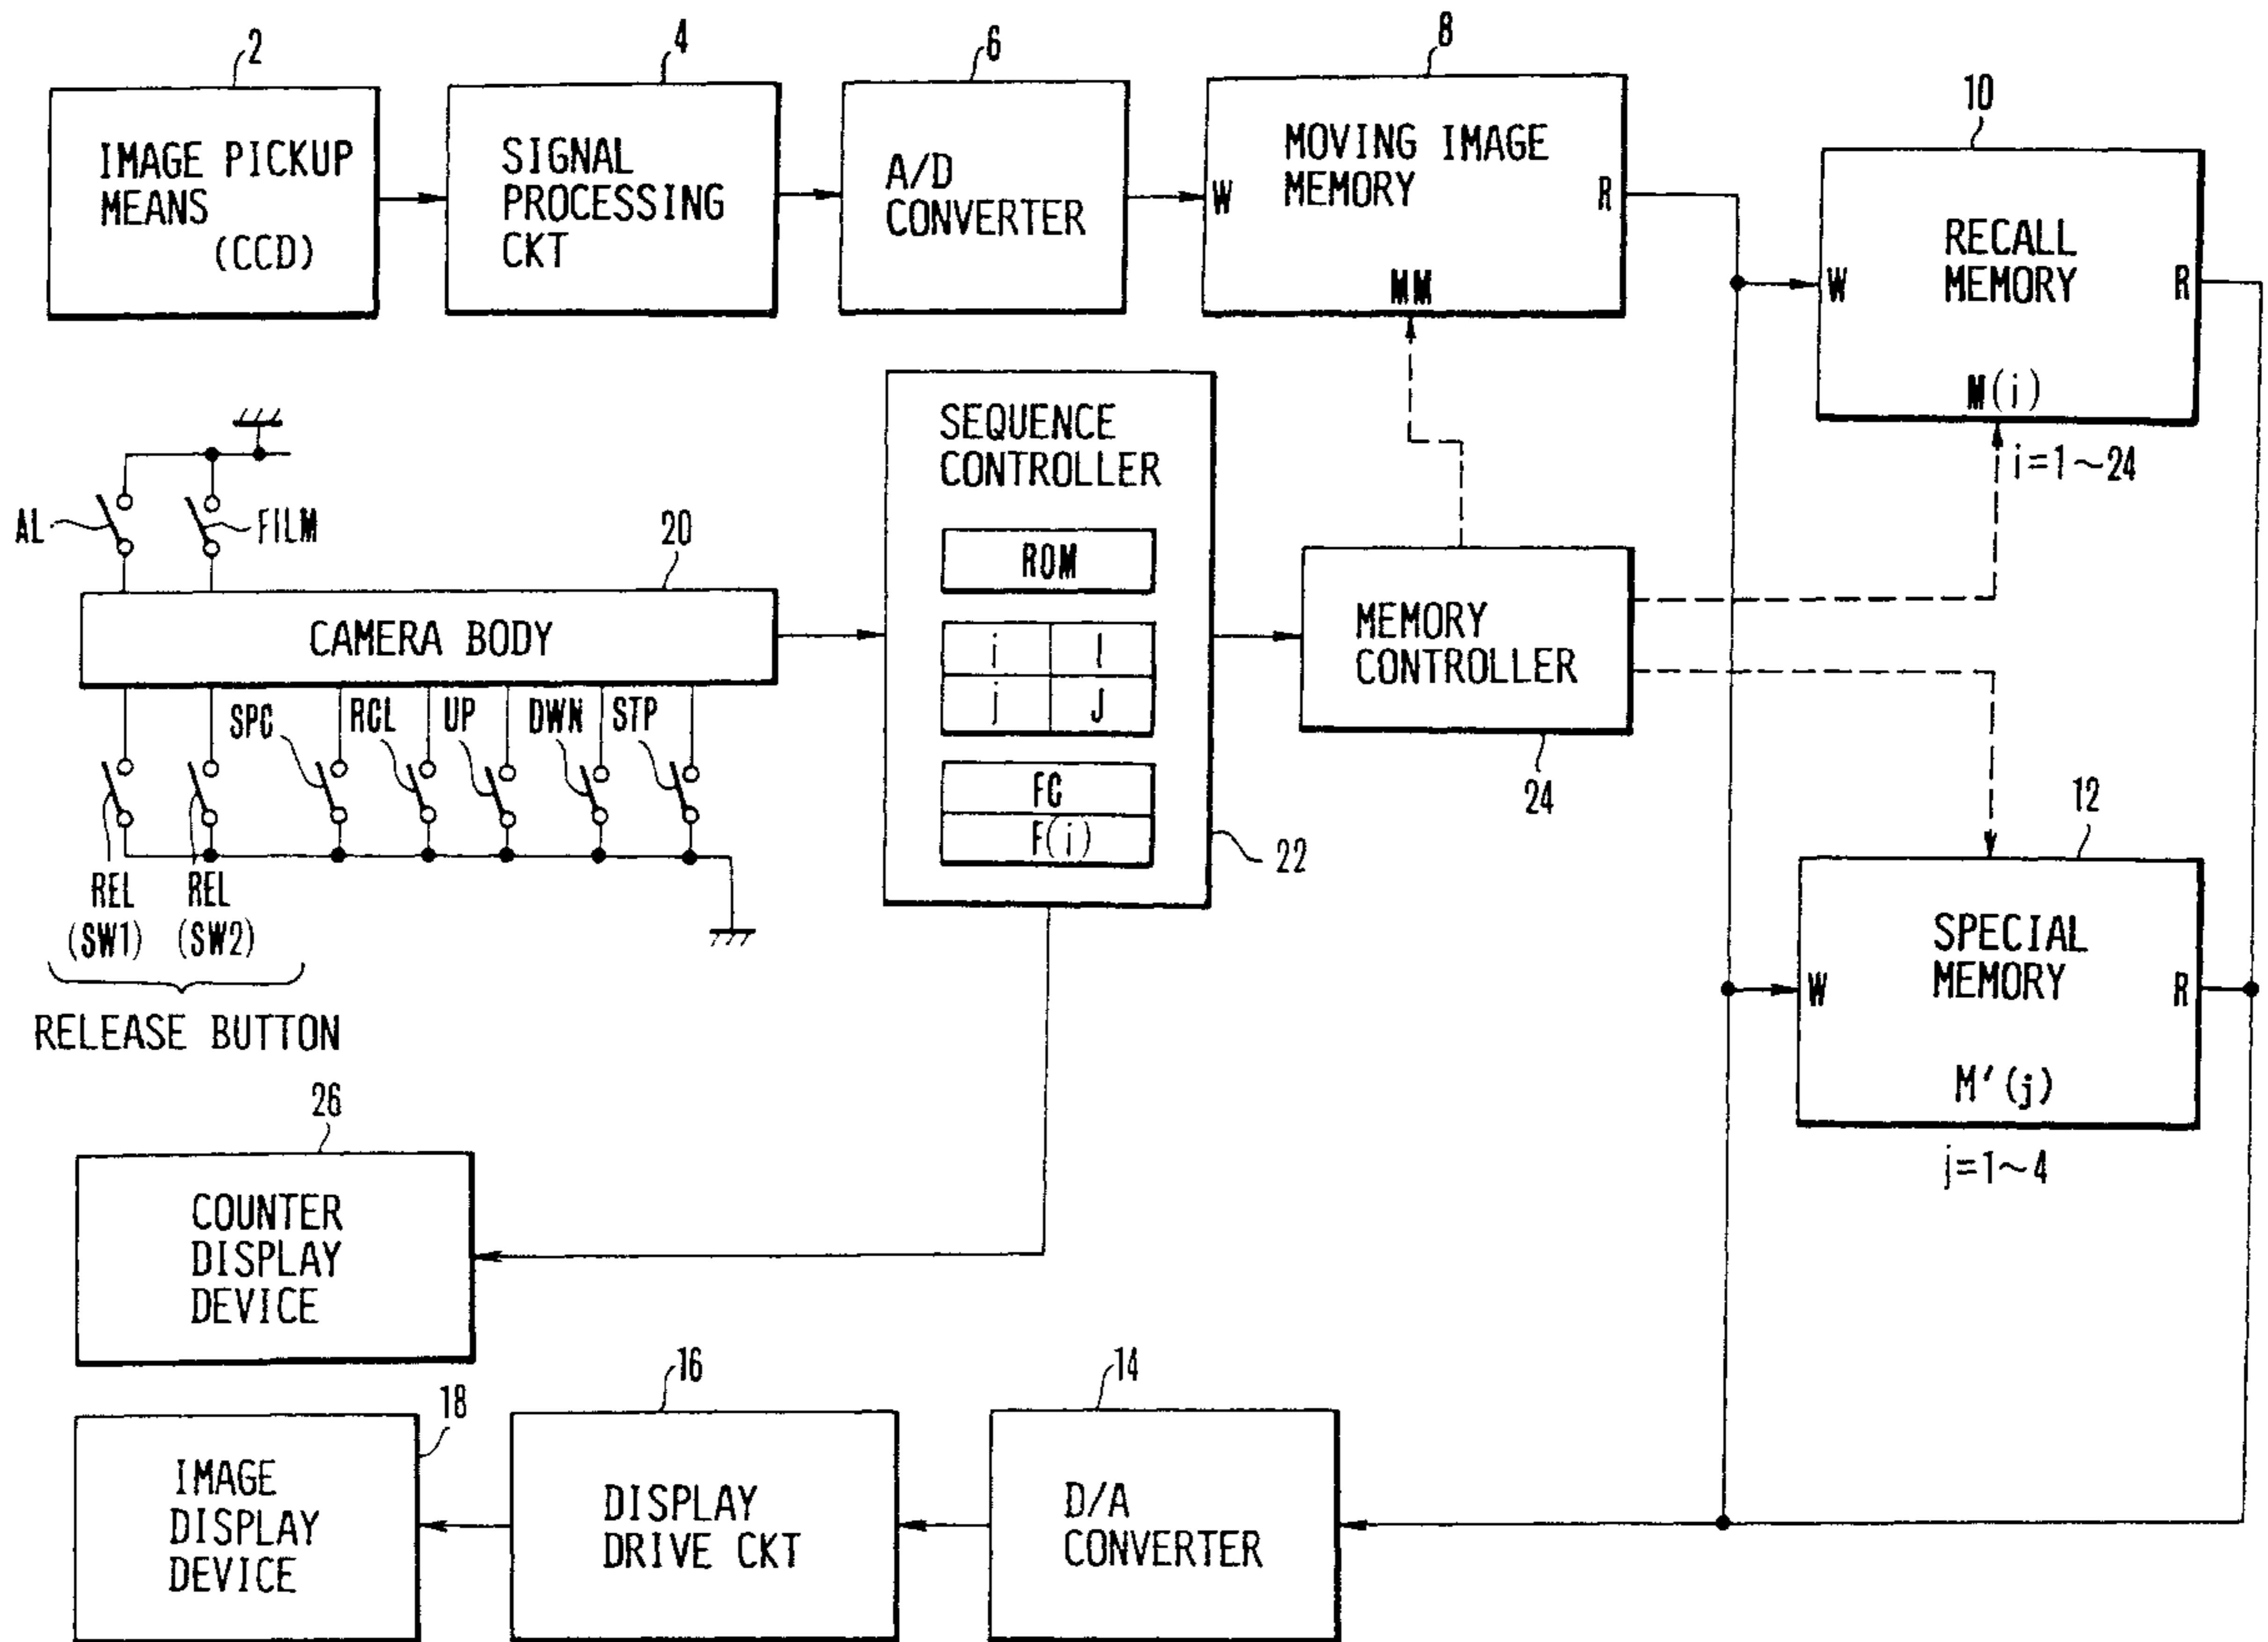 2
IMAGE PICKUP
MEANS
(CCD)
4
SIGNAL
PROCESSING
CKT
6
A/D
CONVERTER
8
MOVING IMAGE
MEMORY
W
R
MM
10
RECALL
MEMORY
W
R
M(i)
i=1~24
AL
FILM
20
CAMERA BODY
SPC
RCL
UP
DWN
STP
REL
(SW1)
REL
(SW2)
RELEASE BUTTON
SEQUENCE
CONTROLLER
ROM
i
I
j
J
FC
F(i)
22
MEMORY
CONTROLLER
24
12
SPECIAL
MEMORY
W
R
M'(j)
j=1~4
26
COUNTER
DISPLAY
DEVICE
18
IMAGE
DISPLAY
DEVICE
16
DISPLAY
DRIVE CKT
14
D/A
CONVERTER